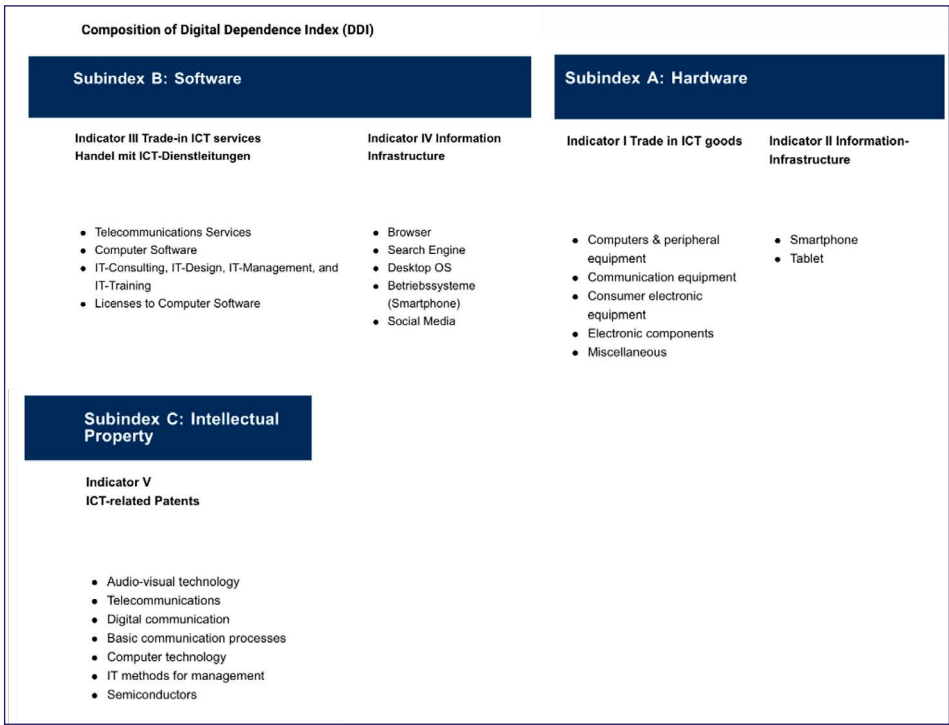 Composition of Digital Dependence Index (DDI)
Subindex B: Software
Indicator III Trade-in ICT services
Handel mit ICT-Dienstleitungen
● Telecommunications Services
● Computer Software
● IT-Consulting, IT-Design, IT-Management, and
IT-Training
● Licenses to Computer Software
Indicator IV Information
Infrastructure
● Browser
● Search Engine
● Desktop OS
● Betriebssysteme
(Smartphone)
● Social Media
Subindex A: Hardware
Indicator I Trade in ICT goods
● Computers & peripheral
equipment
● Communication equipment
● Consumer electronic
equipment
● Electronic components
● Miscellaneous
Indicator II Information-
Infrastructure
● Smartphone
● Tablet
Subindex C: Intellectual
Property
Indicator V
ICT-related Patents
● Audio-visual technology
● Telecommunications
● Digital communication
● Basic communication processes
● Computer technology
● IT methods for management
● Semiconductors